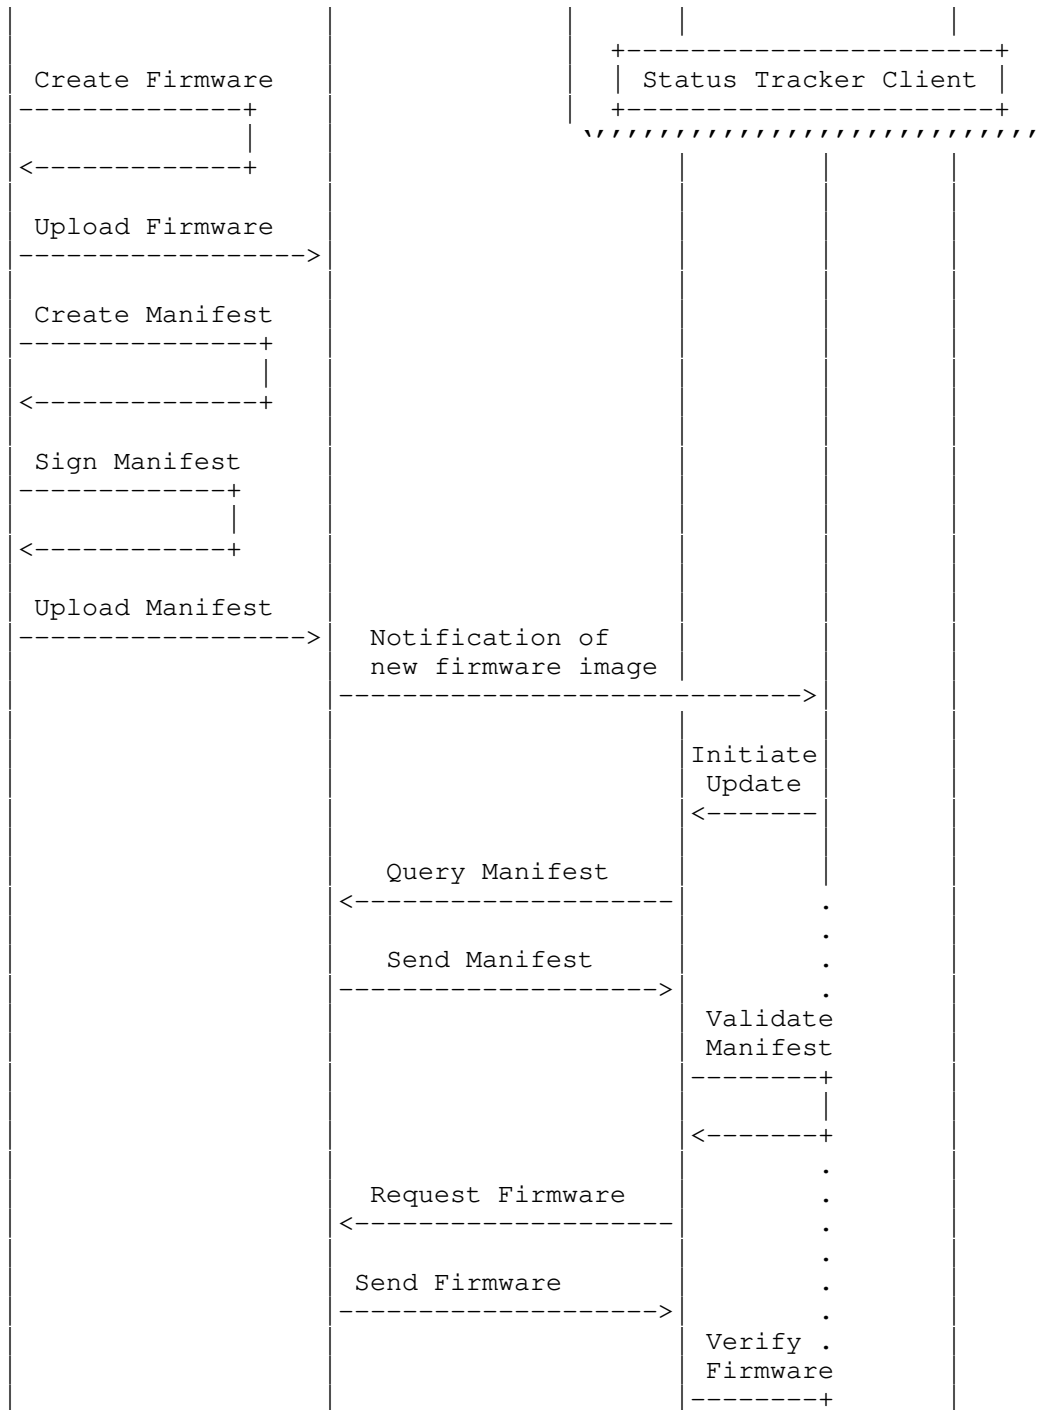 Create Firmware
Status Tracker Client
Upload Firmware
Create Manifest
Sign Manifest
Upload Manifest
Notification of
new firmware image
Initiate
Update
Query Manifest
Send Manifest
Validate
Manifest
Request Firmware
Send Firmware
Verify
Firmware